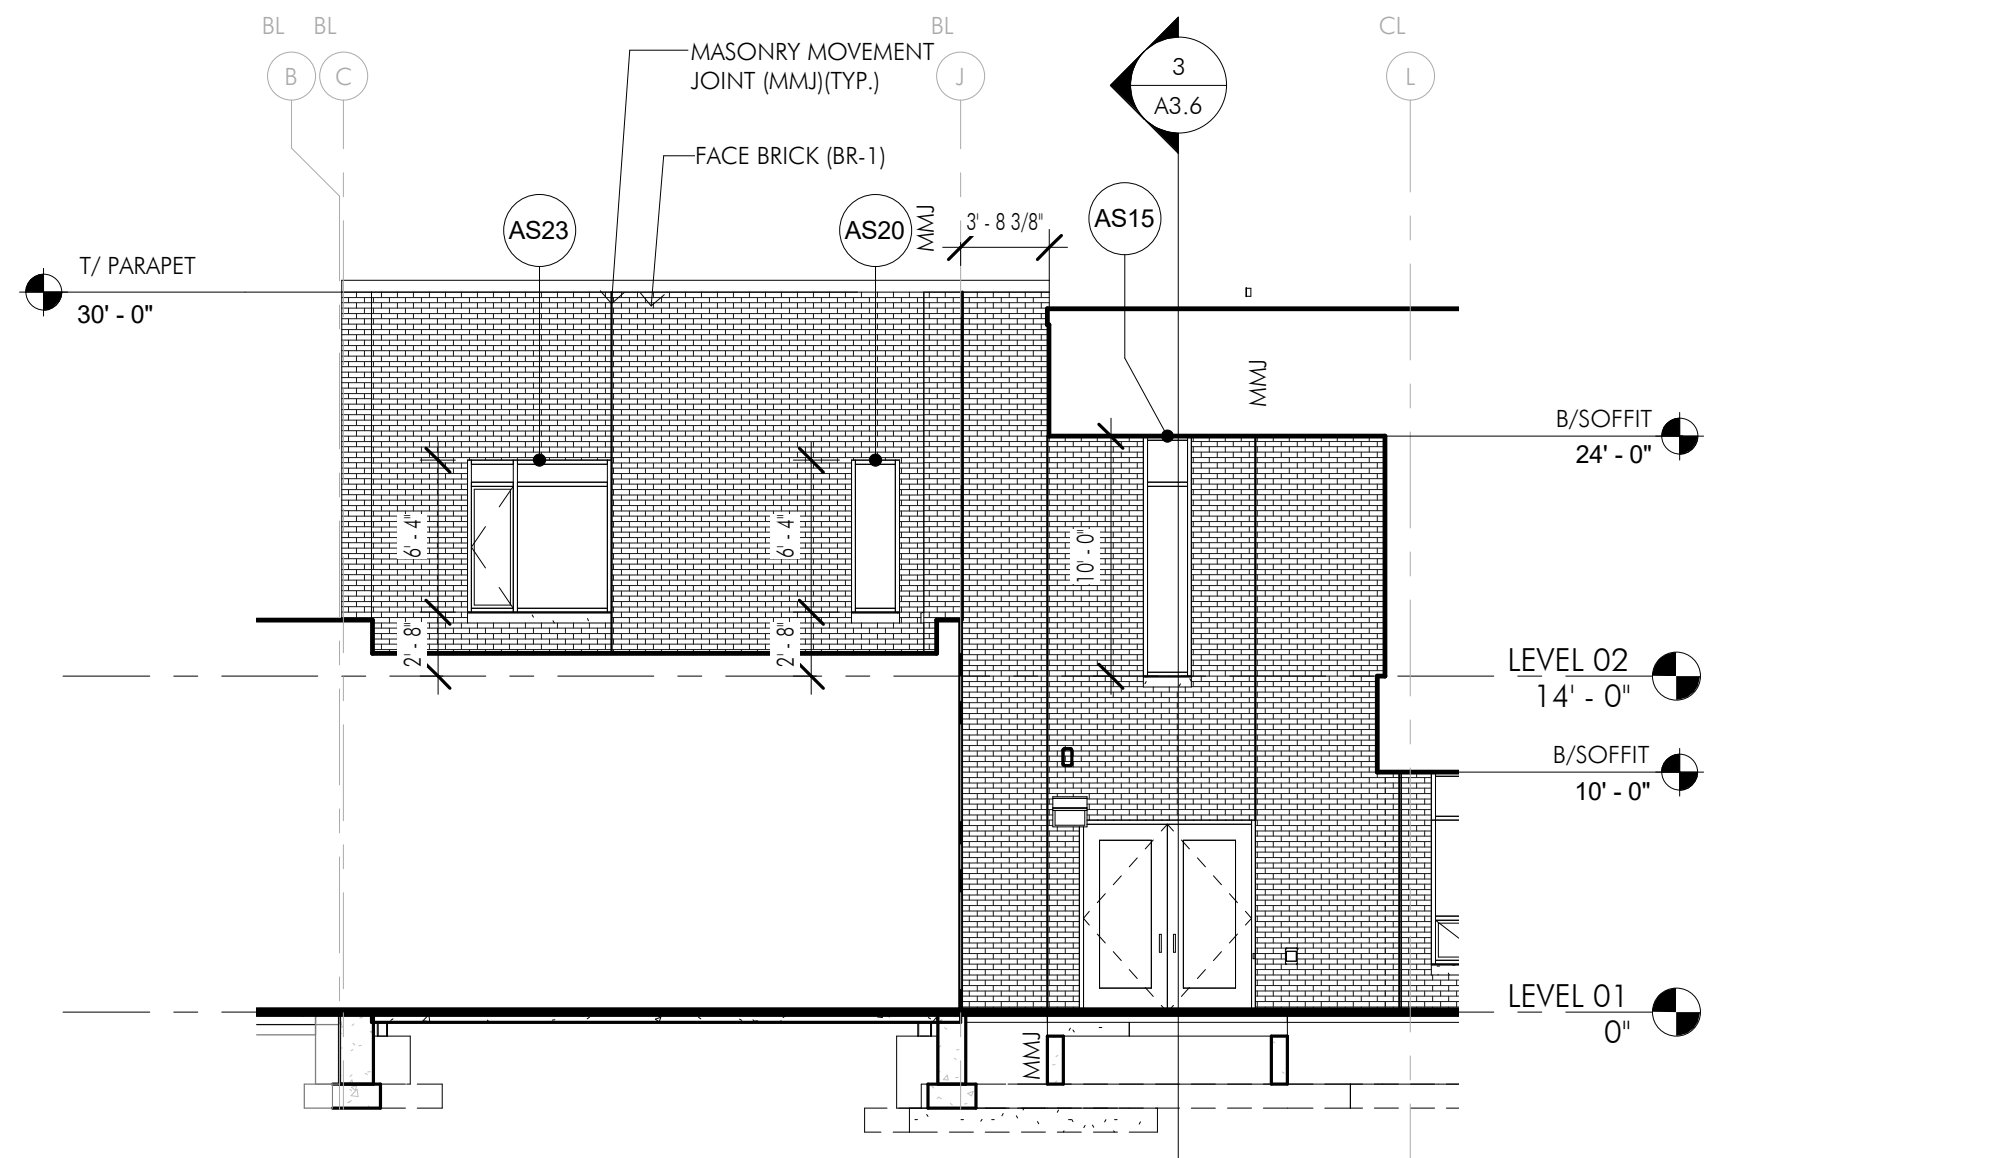 BL BL BL CL
B C J L
MASONRY MOVEMENT
JOINT (MMJ)(TYP.)
3
A3.6
FACE BRICK (BR-1)
AS23
AS20
MMJ
3' - 8 3/8"
AS15
T/ PARAPET
30' - 0"
MMJ
B/SOFFIT
24' - 0"
6' - 4"
6' - 4"
10' - 0"
2' - 8"
2' - 8"
LEVEL 02
14' - 0"
B/SOFFIT
10' - 0"
LEVEL 01
0"
MMJ